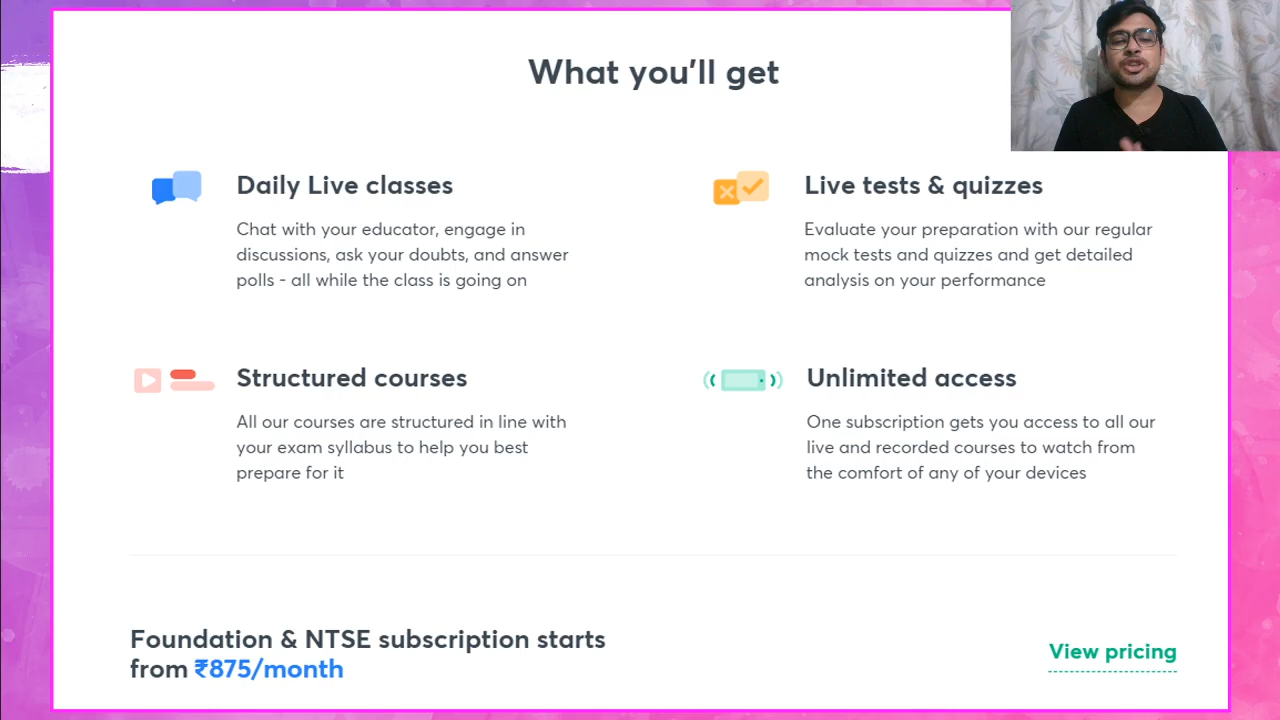 What you'll get
Daily Live classes
Chat with your educator, engage in
discussions, ask your doubts, and answer
polls - all while the class is going on
Live tests & quizzes
Evaluate your preparation with our regular
mock tests and quizzes and get detailed
analysis on your performance
Structured courses
All our courses are structured in line with
your exam syllabus to help you best
prepare for it
Unlimited access
One subscription gets you access to all our
live and recorded courses to watch from
the comfort of any of your devices
Foundation & NTSE subscription starts
from ₹875/month
View pricing